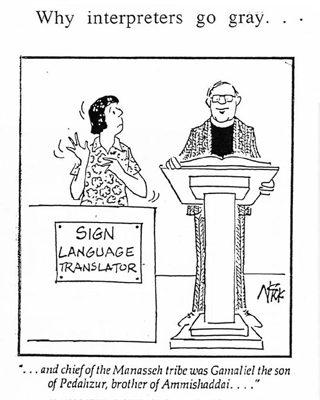 Why interpreters go gray. . .
SIGN
LANGUAGE
TRANSLATOR
". . . and chief of the Manasseh tribe was Gamaliel the son
of Pedahzur, brother of Ammishaddai. . . ."